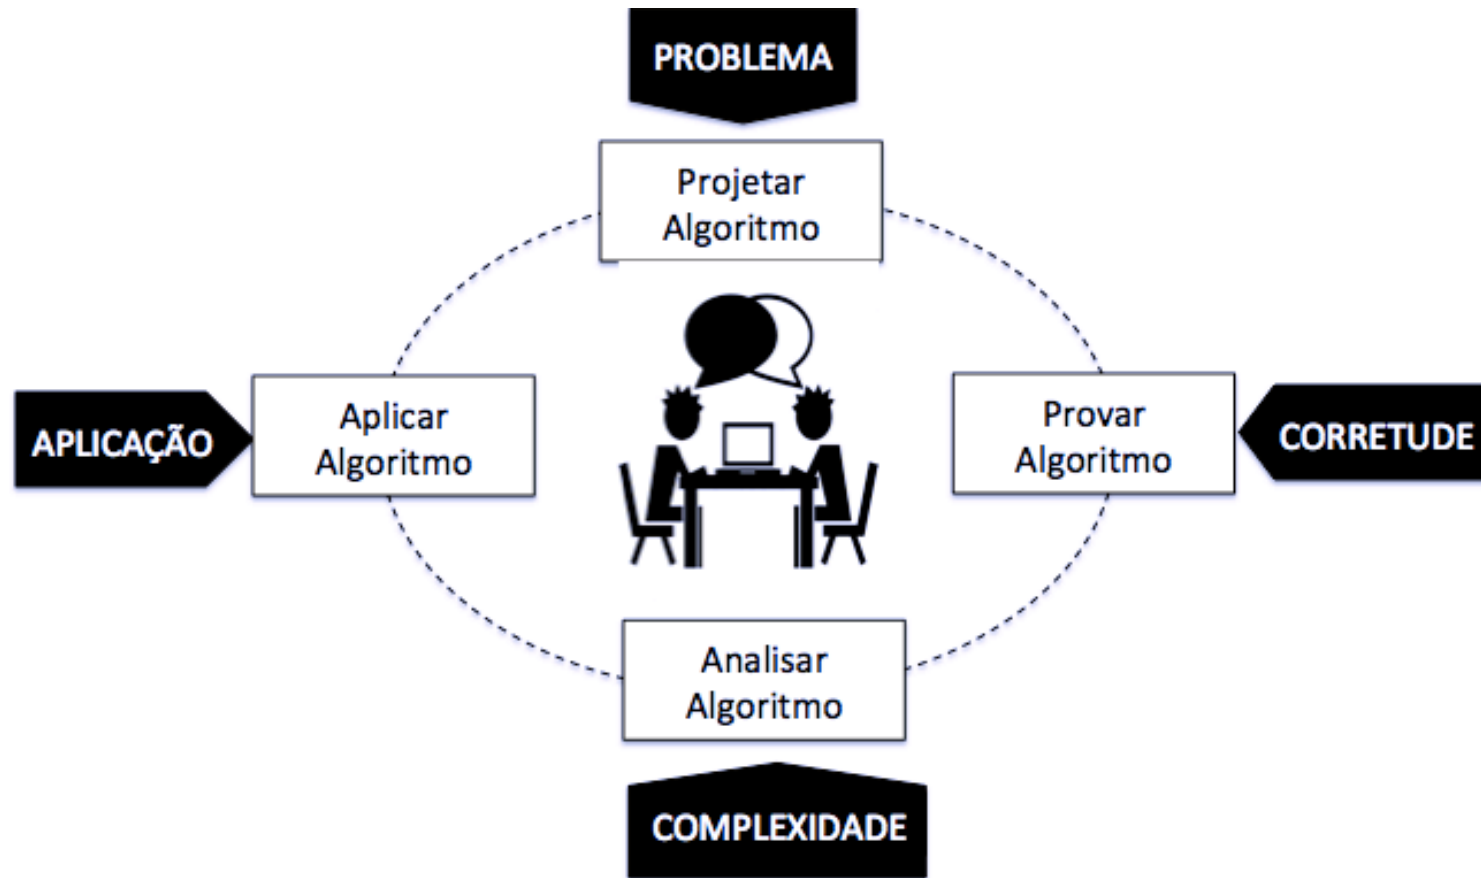 PROBLEMA
Projetar
Algoritmo
APLICAÇÃO
Aplicar
Algoritmo
Provar
Algoritmo
CORRETUDE
Analisar
Algoritmo
COMPLEXIDADE